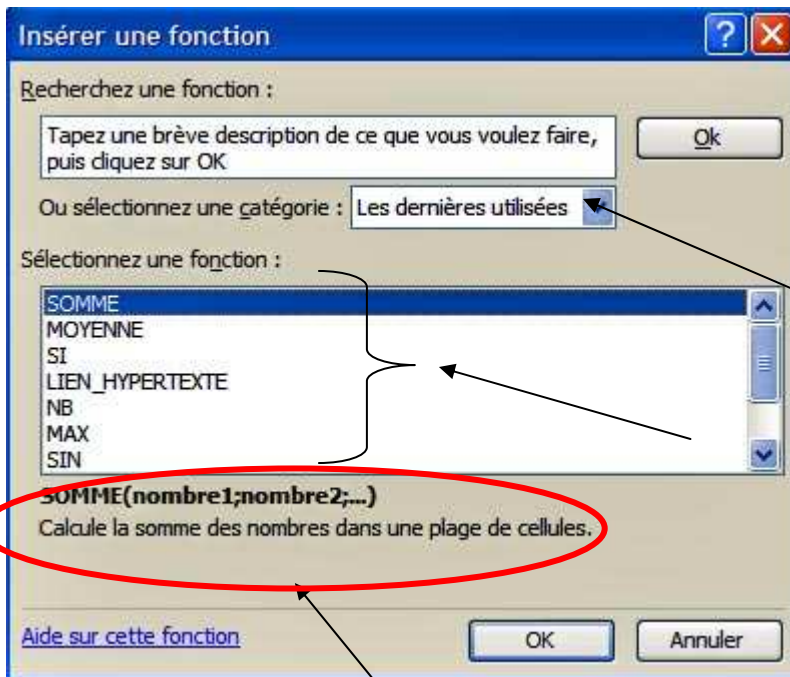 Insérer une fonction
Recherchez une fonction :
Tapez une brève description de ce que vous voulez faire,
puis cliquez sur OK
Ok
Ou sélectionnez une catégorie : Les dernières utilisées
Sélectionnez une fonction :
SOMME
MOYENNE
SI
LIEN_HYPERTEXTE
NB
MAX
SIN
SOMME(nombre1;nombre2;...)
Calcule la somme des nombres dans une plage de cellules.
Aide sur cette fonction
OK
Annuler